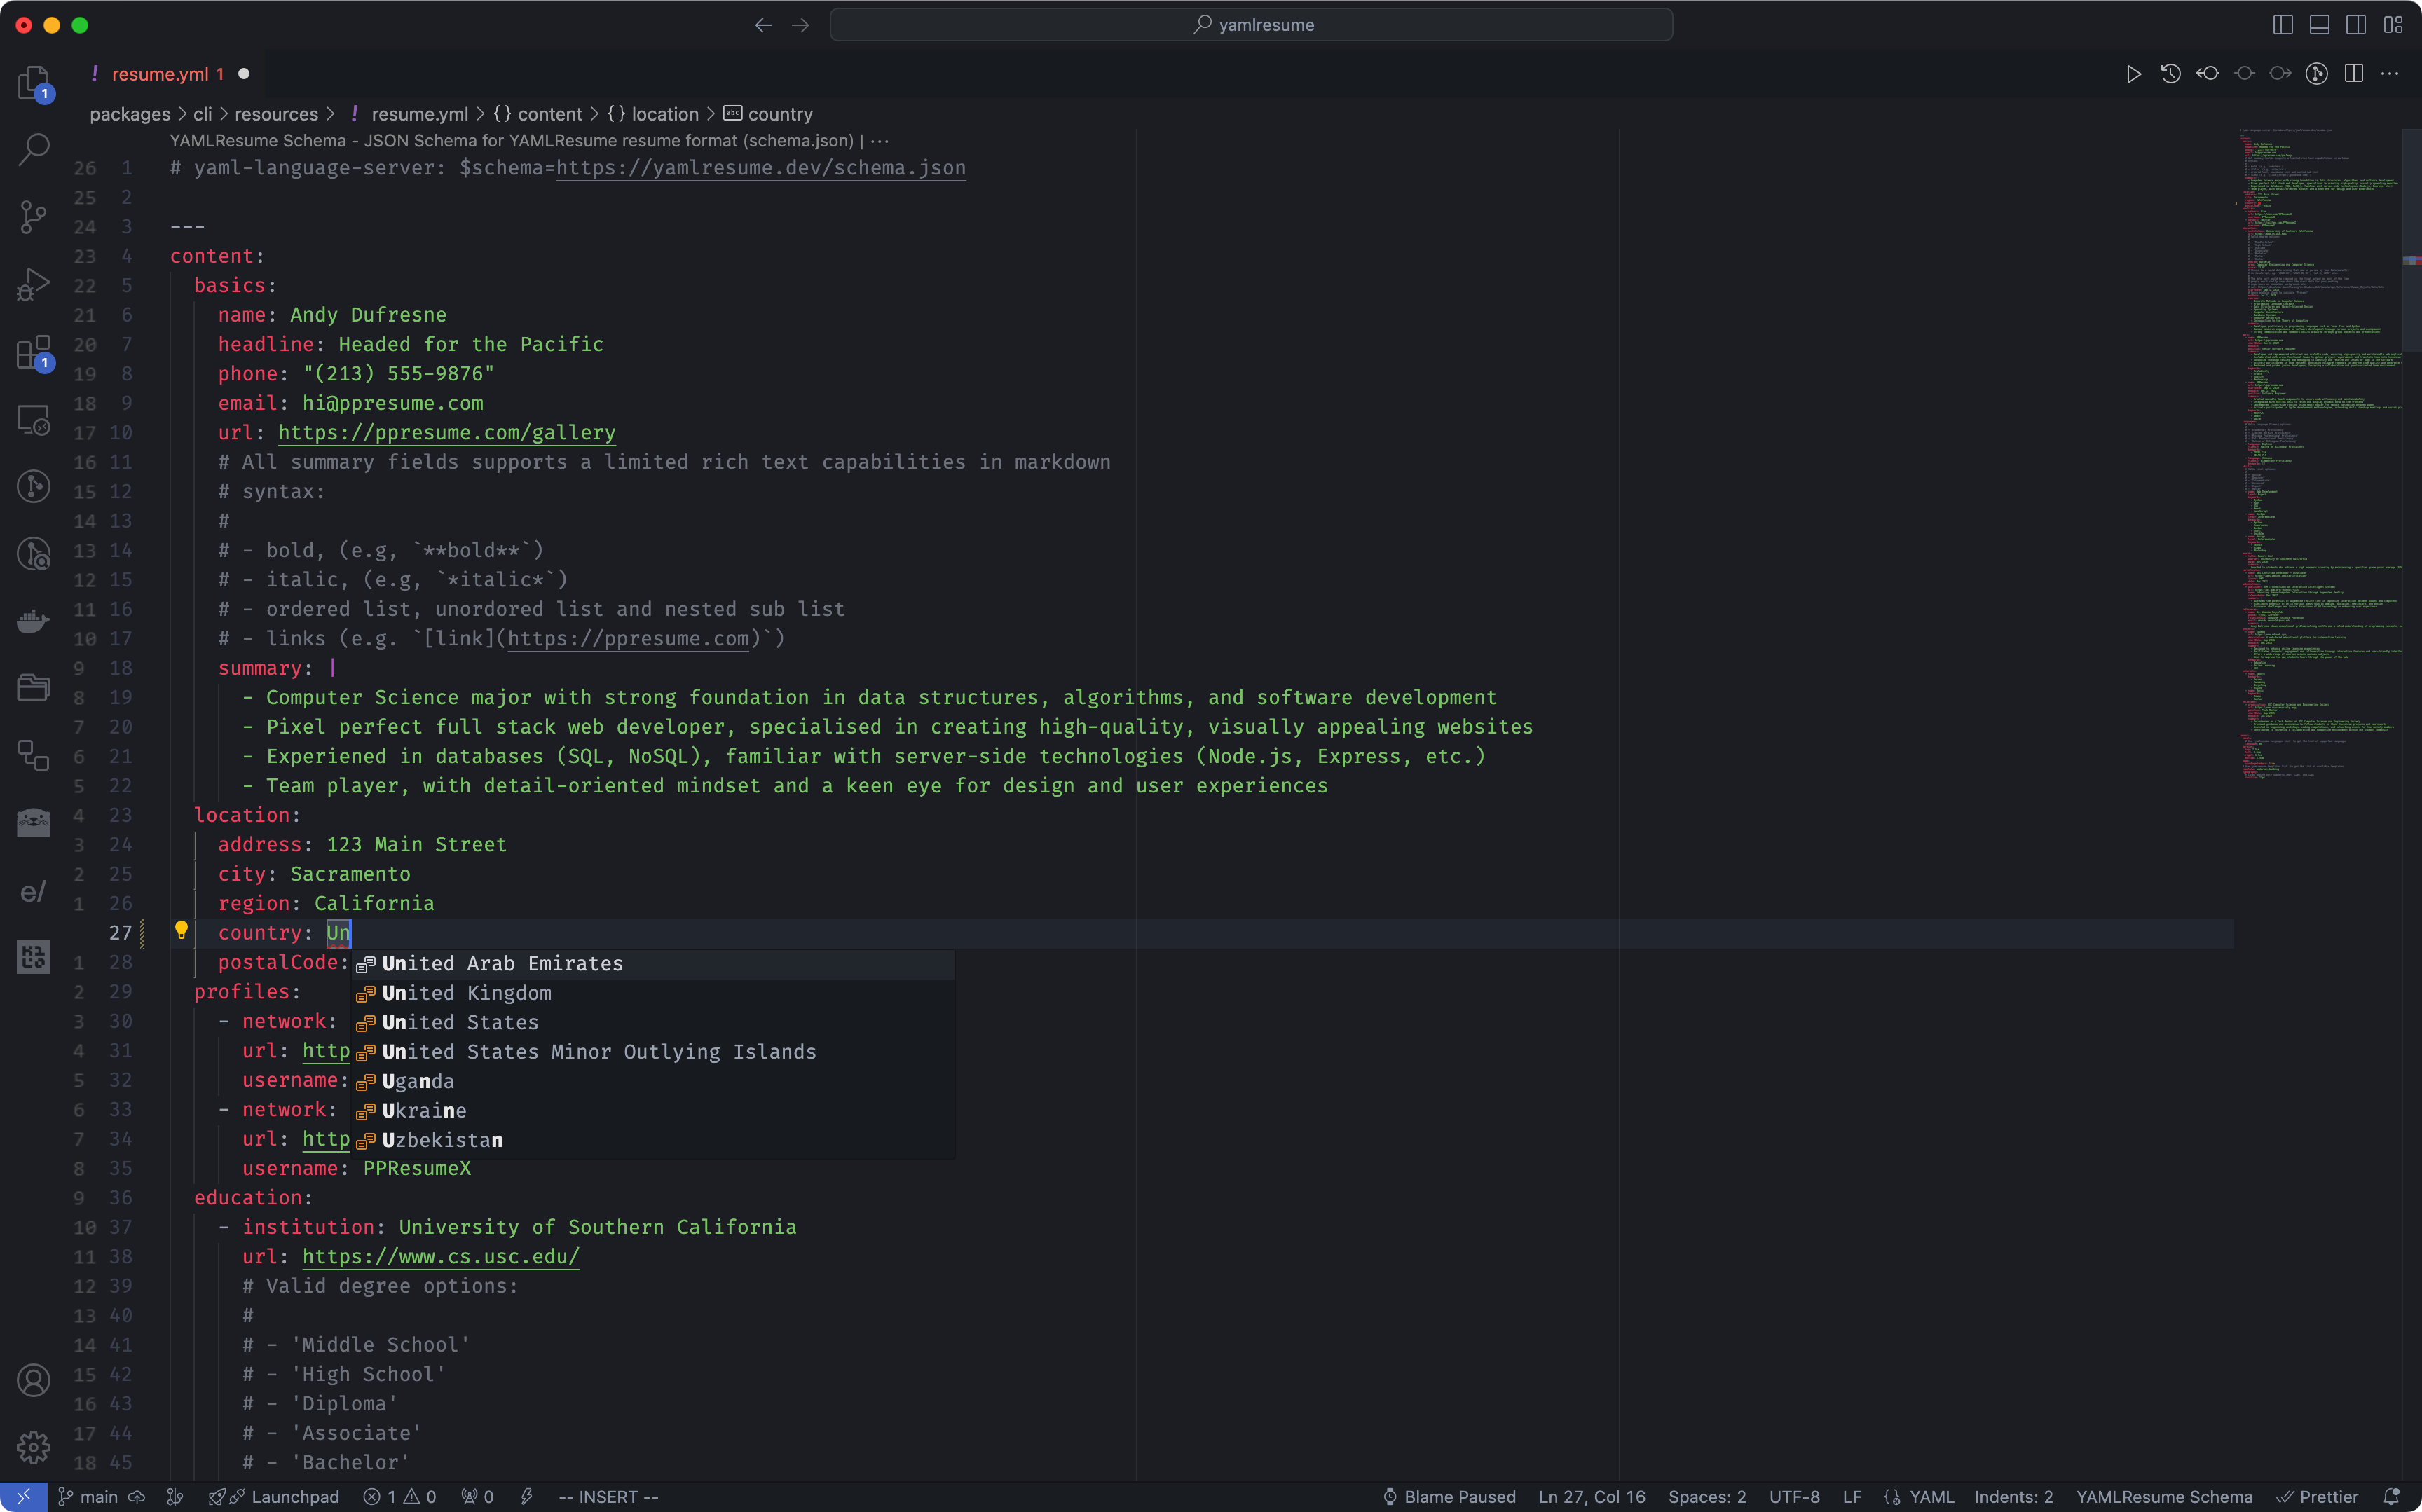 yamlresume
! resume.yml 1
packages > cli > resources > ! resume.yml > {} content > {} location > abc country
YAMLResume Schema - JSON Schema for YAMLResume resume format (schema.json) | ···
26 1 # yaml-language-server: $schema=https://yamlresume.dev/schema.json
25 2
24 3 ---
23 4 content:
22 5 basics:
21 6 name: Andy Dufresne
20 7 headline: Headed for the Pacific
19 8 phone: "(213) 555-9876"
18 9 email: hi@ppresume.com
17 10 url: https://ppresume.com/gallery
16 11 # All summary fields supports a limited rich text capabilities in markdown
15 12 # syntax:
14 13 #
13 14 # - bold, (e.g, `**bold**`)
12 15 # - italic, (e.g, `*italic*`)
11 16 # - ordered list, unordored list and nested sub list
10 17 # - links (e.g. `[link](https://ppresume.com)`)
9 18 summary: |
8 19 - Computer Science major with strong foundation in data structures, algorithms, and software development
7 20 - Pixel perfect full stack web developer, specialised in creating high-quality, visually appealing websites
6 21 - Experiened in databases (SQL, NoSQL), familiar with server-side technologies (Node.js, Express, etc.)
5 22 - Team player, with detail-oriented mindset and a keen eye for design and user experiences
4 23 location:
3 24 address: 123 Main Street
2 25 city: Sacramento
1 26 region: California
27 country: Un
1 28 postalCode: United Arab Emirates
2 29 profiles: United Kingdom
3 30 - network: United States
4 31 url: http United States Minor Outlying Islands
5 32 username: Uganda
6 33 - network: Ukraine
7 34 url: http Uzbekistan
8 35 username: PPResumeX
9 36 education:
10 37 - institution: University of Southern California
11 38 url: https://www.cs.usc.edu/
12 39 # Valid degree options:
13 40 #
14 41 # - 'Middle School'
15 42 # - 'High School'
16 43 # - 'Diploma'
17 44 # - 'Associate'
18 45 # - 'Bachelor'
1
1
e/
main Launchpad 1 0 0 -- INSERT -- Blame Paused Ln 27, Col 16 Spaces: 2 UTF-8 LF YAML Indents: 2 YAMLResume Schema Prettier